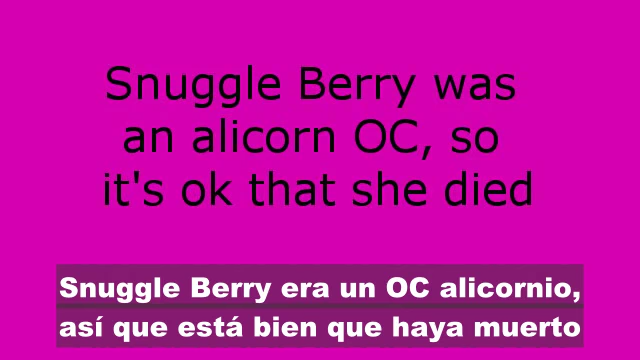 Snuggle Berry was
an alicorn OC, so
it's ok that she died
Snuggle Berry era un OC alicornio,
así que está bien que haya muerto